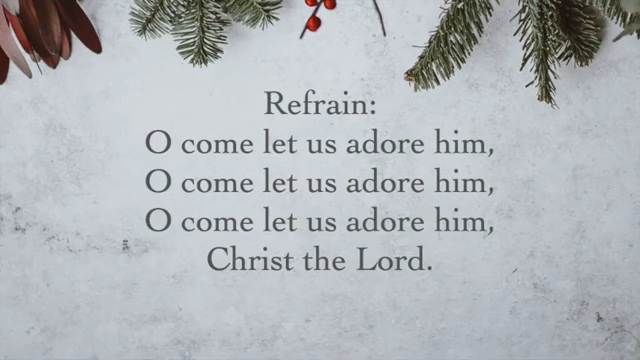 Refrain:
O come let us adore him,
O come let us adore him,
O come let us adore him,
Christ the Lord.